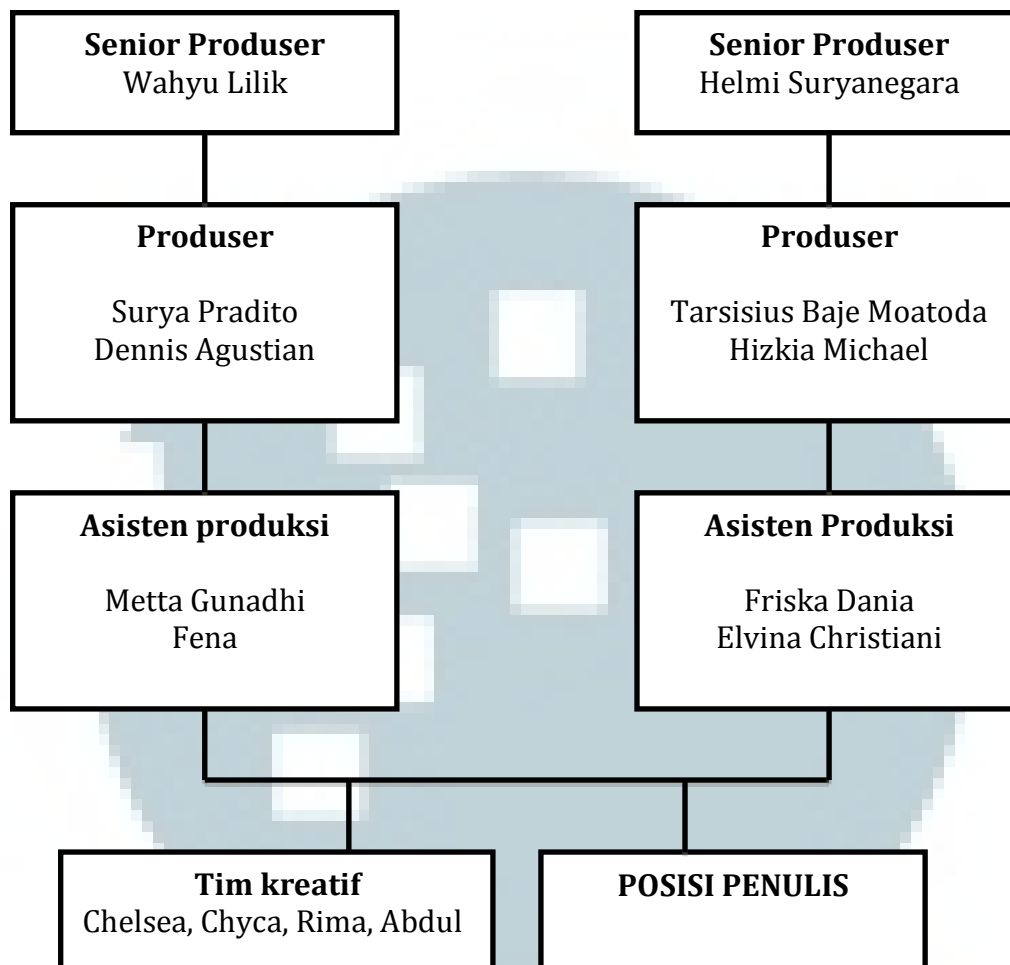 Senior Produser
Wahyu Lilik
Senior Produser
Helmi Suryanegara
Produser
Surya Pradito
Dennis Agustian
Produser
Tarsisius Baje Moatoda
Hizkia Michael
Asisten produksi
Metta Gunadhi
Fena
Asisten Produksi
Friska Dania
Elvina Christiani
Tim kreatif
Chelsea, Chyca, Rima, Abdul
POSISI PENULIS